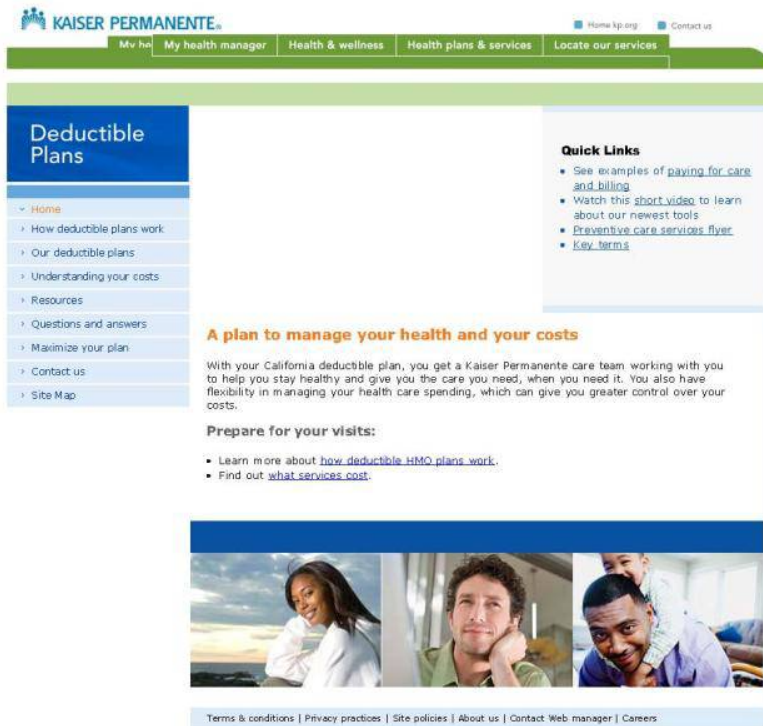 KAISER PERMANENTE®
Home kp.org
Contact us
My he
My health manager
Health & wellness
Health plans & services
Locate our services
Deductible
Plans
Home
How deductible plans work
Our deductible plans
Understanding your costs
Resources
Questions and answers
Maximize your plan
Contact us
Site Map
Quick Links
See examples of paying for care
and billing
Watch this short video to learn
about our newest tools
Preventive care services flyer
Key terms
A plan to manage your health and your costs
With your California deductible plan, you get a Kaiser Permanente care team working with you
to help you stay healthy and give you the care you need, when you need it. You also have
flexibility in managing your health care spending, which can give you greater control over your
costs.
Prepare for your visits:
Learn more about how deductible HMO plans work.
Find out what services cost.
Terms & conditions | Privacy practices | Site policies | About us | Contact Web manager | Careers